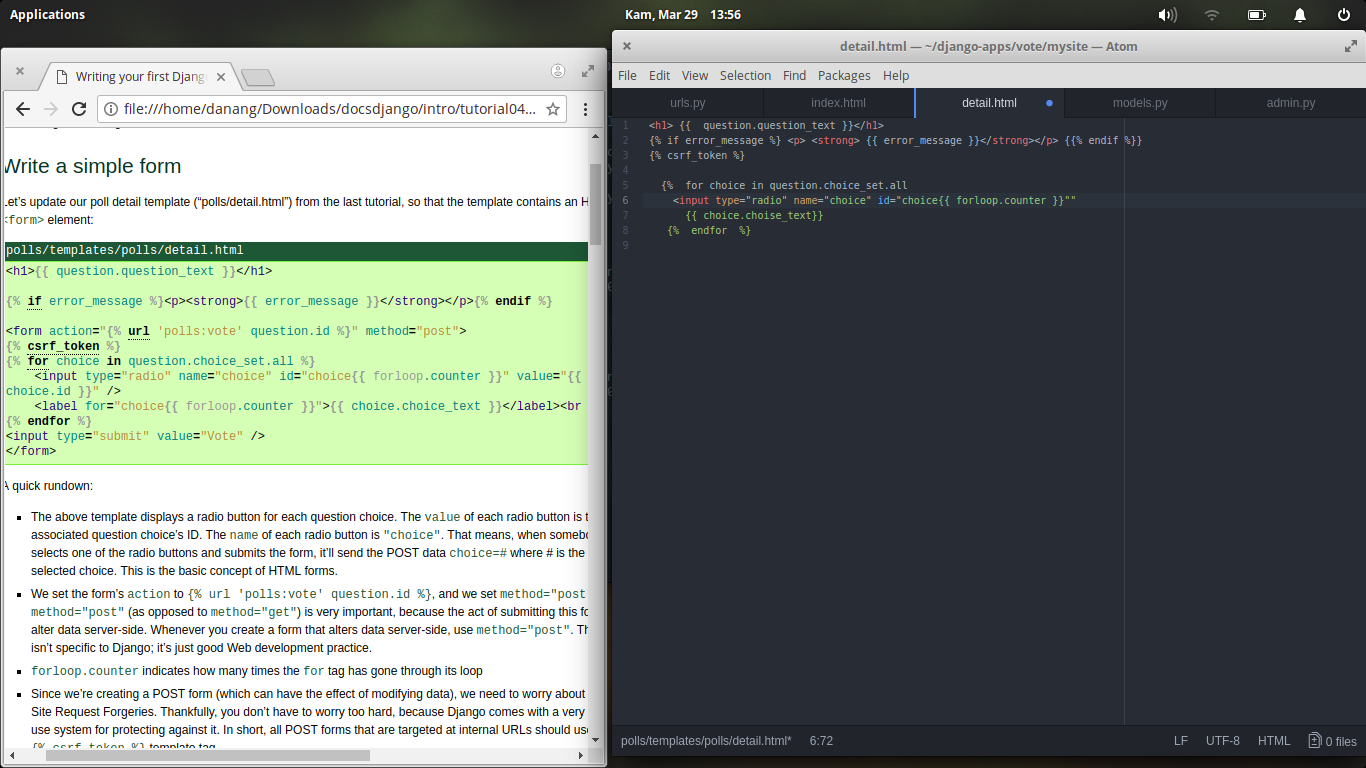 Applications
Kam, Mar 29 13:56
Writing your first Djang
file:///home/danang/Downloads/docsdjango/intro/tutorial04...
Write a simple form
Let's update our poll detail template (“polls/detail.html”) from the last tutorial, so that the template contains an H
<form> element:
polls/templates/polls/detail.html
<h1>{{ question.question_text }}</h1>
{% if error_message %}<p><strong>{{ error_message }}</strong></p>{% endif %}
<form action="{% url 'polls:vote' question.id %}" method="post">
{% csrf_token %}
{% for choice in question.choice_set.all %}
<input type="radio" name="choice" id="choice{{ forloop.counter }}" value="{{
choice.id }}" />
<label for="choice{{ forloop.counter }}">{{ choice.choice_text }}</label><br
{% endfor %}
<input type="submit" value="Vote" />
</form>
A quick rundown:
The above template displays a radio button for each question choice. The value of each radio button is t
associated question choice's ID. The name of each radio button is "choice". That means, when somebo
selects one of the radio buttons and submits the form, it'll send the POST data choice=# where # is the
selected choice. This is the basic concept of HTML forms.
We set the form's action to {% url 'polls:vote' question.id %}, and we set method="post
method="post" (as opposed to method="get") is very important, because the act of submitting this fo
alter data server-side. Whenever you create a form that alters data server-side, use method="post". Th
isn't specific to Django; it's just good Web development practice.
forloop.counter indicates how many times the for tag has gone through its loop
Since we're creating a POST form (which can have the effect of modifying data), we need to worry about
Site Request Forgeries. Thankfully, you don't have to worry too hard, because Django comes with a very
use system for protecting against it. In short, all POST forms that are targeted at internal URLs should us
{% csrf_token %} template tag.
detail.html — ~/django-apps/vote/mysite — Atom
File Edit View Selection Find Packages Help
urls.py index.html detail.html models.py admin.py
1 <h1> {{  question.question_text }}</h1>
2 {% if error_message %} <p> <strong> {{ error_message }}</strong></p> {{% endif %}}
3 {% csrf_token %}
4
5 {%  for choice in question.choice_set.all
6 <input type="radio" name="choice" id="choice{{ forloop.counter }}""
7 {{ choice.choise_text}}
8 {%  endfor  %}
9
polls/templates/polls/detail.html* 6:72 LF UTF-8 HTML 0 files